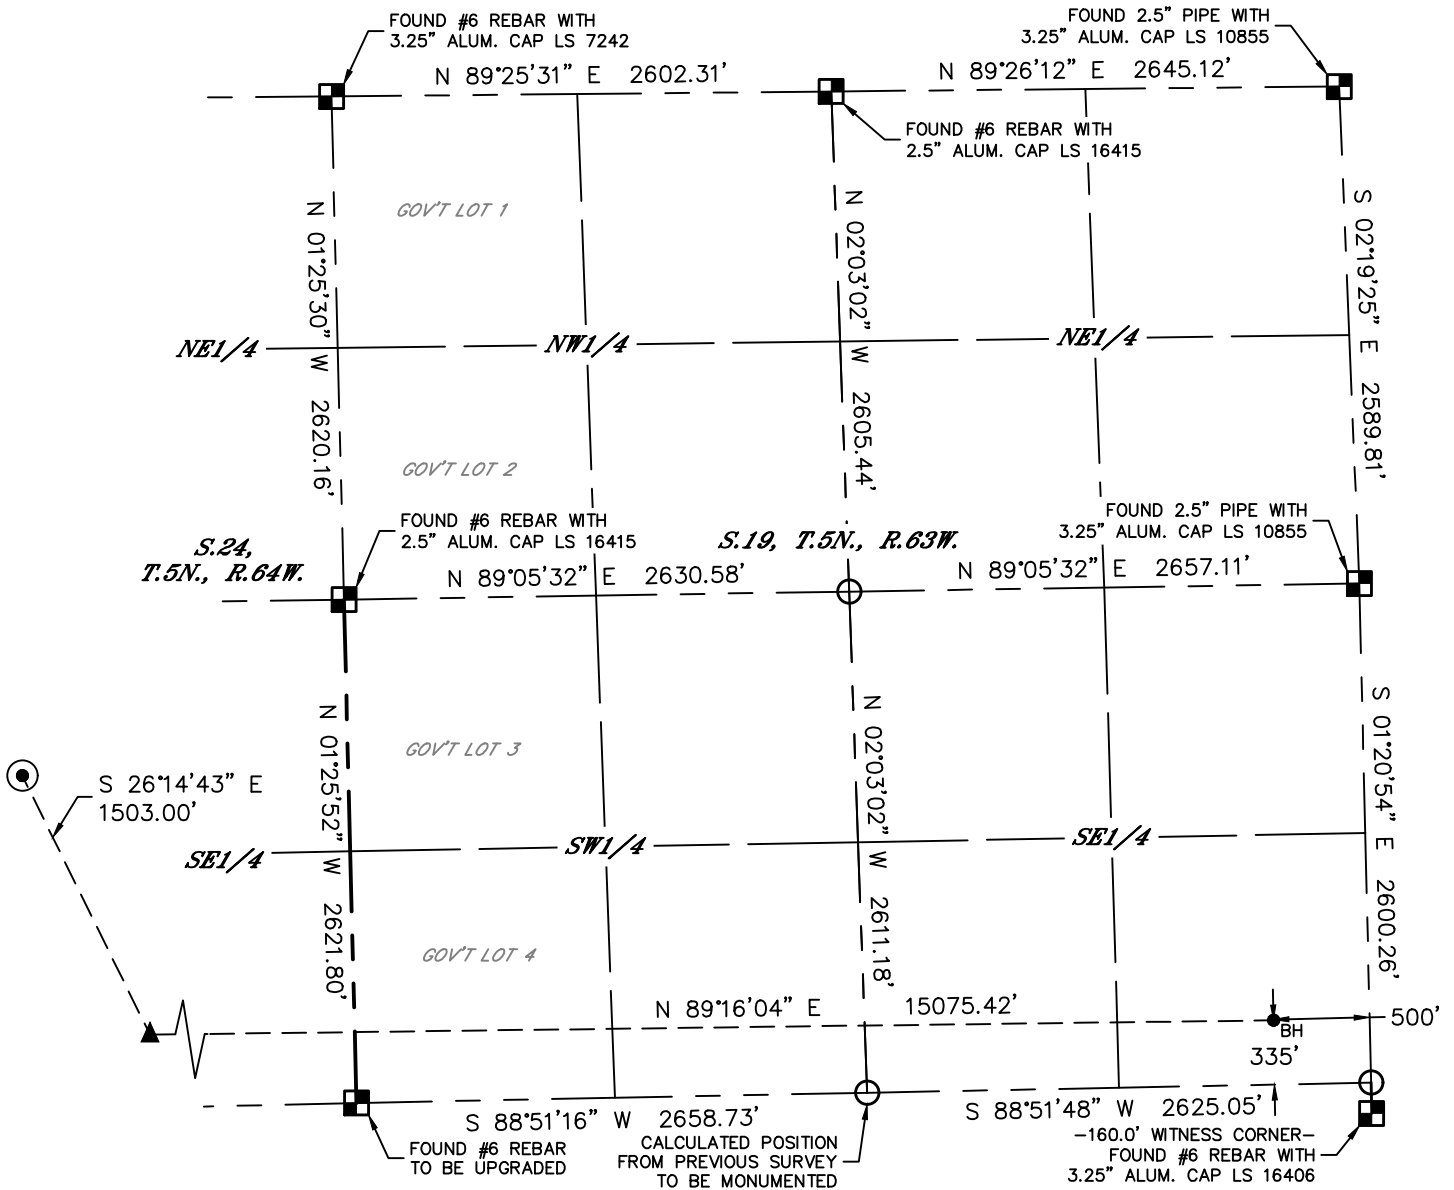 FOUND #6 REBAR WITH
3.25" ALUM. CAP LS 7242
FOUND 2.5" PIPE WITH
3.25" ALUM. CAP LS 10855
N 89°25'31" E 2602.31'
N 89°26'12" E 2645.12'
FOUND #6 REBAR WITH
2.5" ALUM. CAP LS 16415
GOV'T LOT 1
N 01°25'30" W 2620.16'
N 02°03'02" W 2605.44'
S 02°19'25" E 2589.81'
NE1/4
NW1/4
NE1/4
GOV'T LOT 2
FOUND #6 REBAR WITH
2.5" ALUM. CAP LS 16415
FOUND 2.5" PIPE WITH
3.25" ALUM. CAP LS 10855
S.24,
T.5N., R.64W.
S.19, T.5N., R.63W.
N 89°05'32" E 2630.58'
N 89°05'32" E 2657.11'
N 01°25'52" W 2621.80'
N 02°03'02" W 2611.18'
S 01°20'54" E 2600.26'
GOV'T LOT 3
S 26°14'43" E
1503.00'
SE1/4
SW1/4
SE1/4
GOV'T LOT 4
N 89°16'04" E 15075.42'
BH
500'
335'
S 88°51'16" W 2658.73'
S 88°51'48" W 2625.05'
FOUND #6 REBAR
TO BE UPGRADED
CALCULATED POSITION
FROM PREVIOUS SURVEY
TO BE MONUMENTED
-160.0' WITNESS CORNER-
FOUND #6 REBAR WITH
3.25" ALUM. CAP LS 16406